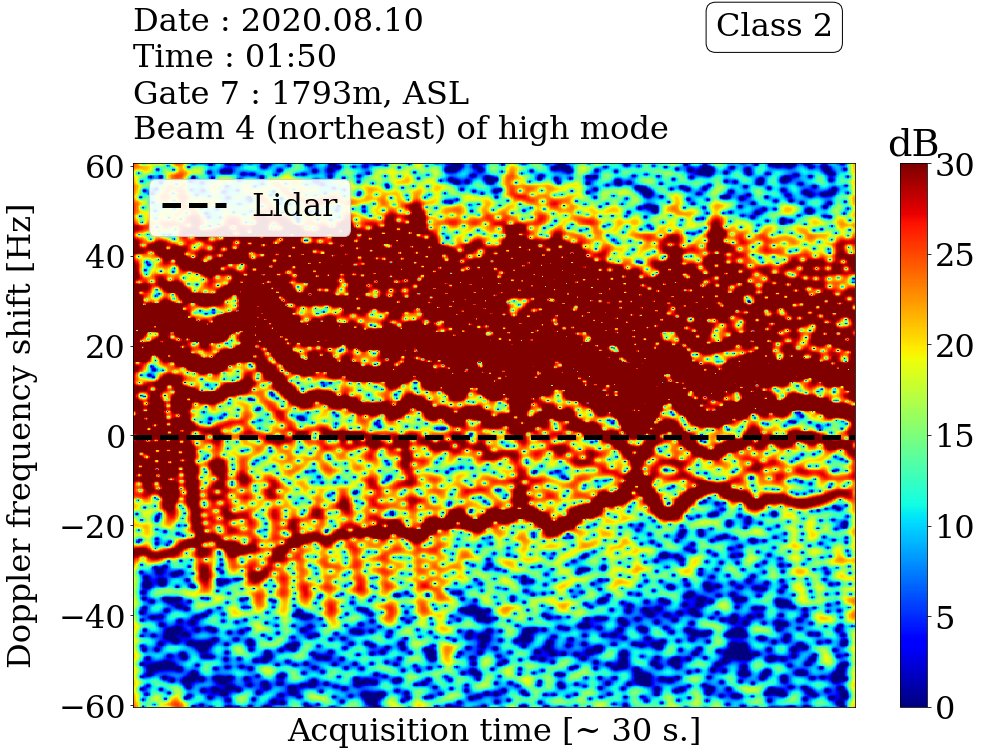 Date : 2020.08.10
Time : 01:50
Gate 7 : 1793m, ASL
Beam 4 (northeast) of high mode
Class 2
dB
Lidar
60
40
20
0
−20
−40
−60
Doppler frequency shift [Hz]
Acquisition time [~ 30 s.]
30
25
20
15
10
5
0